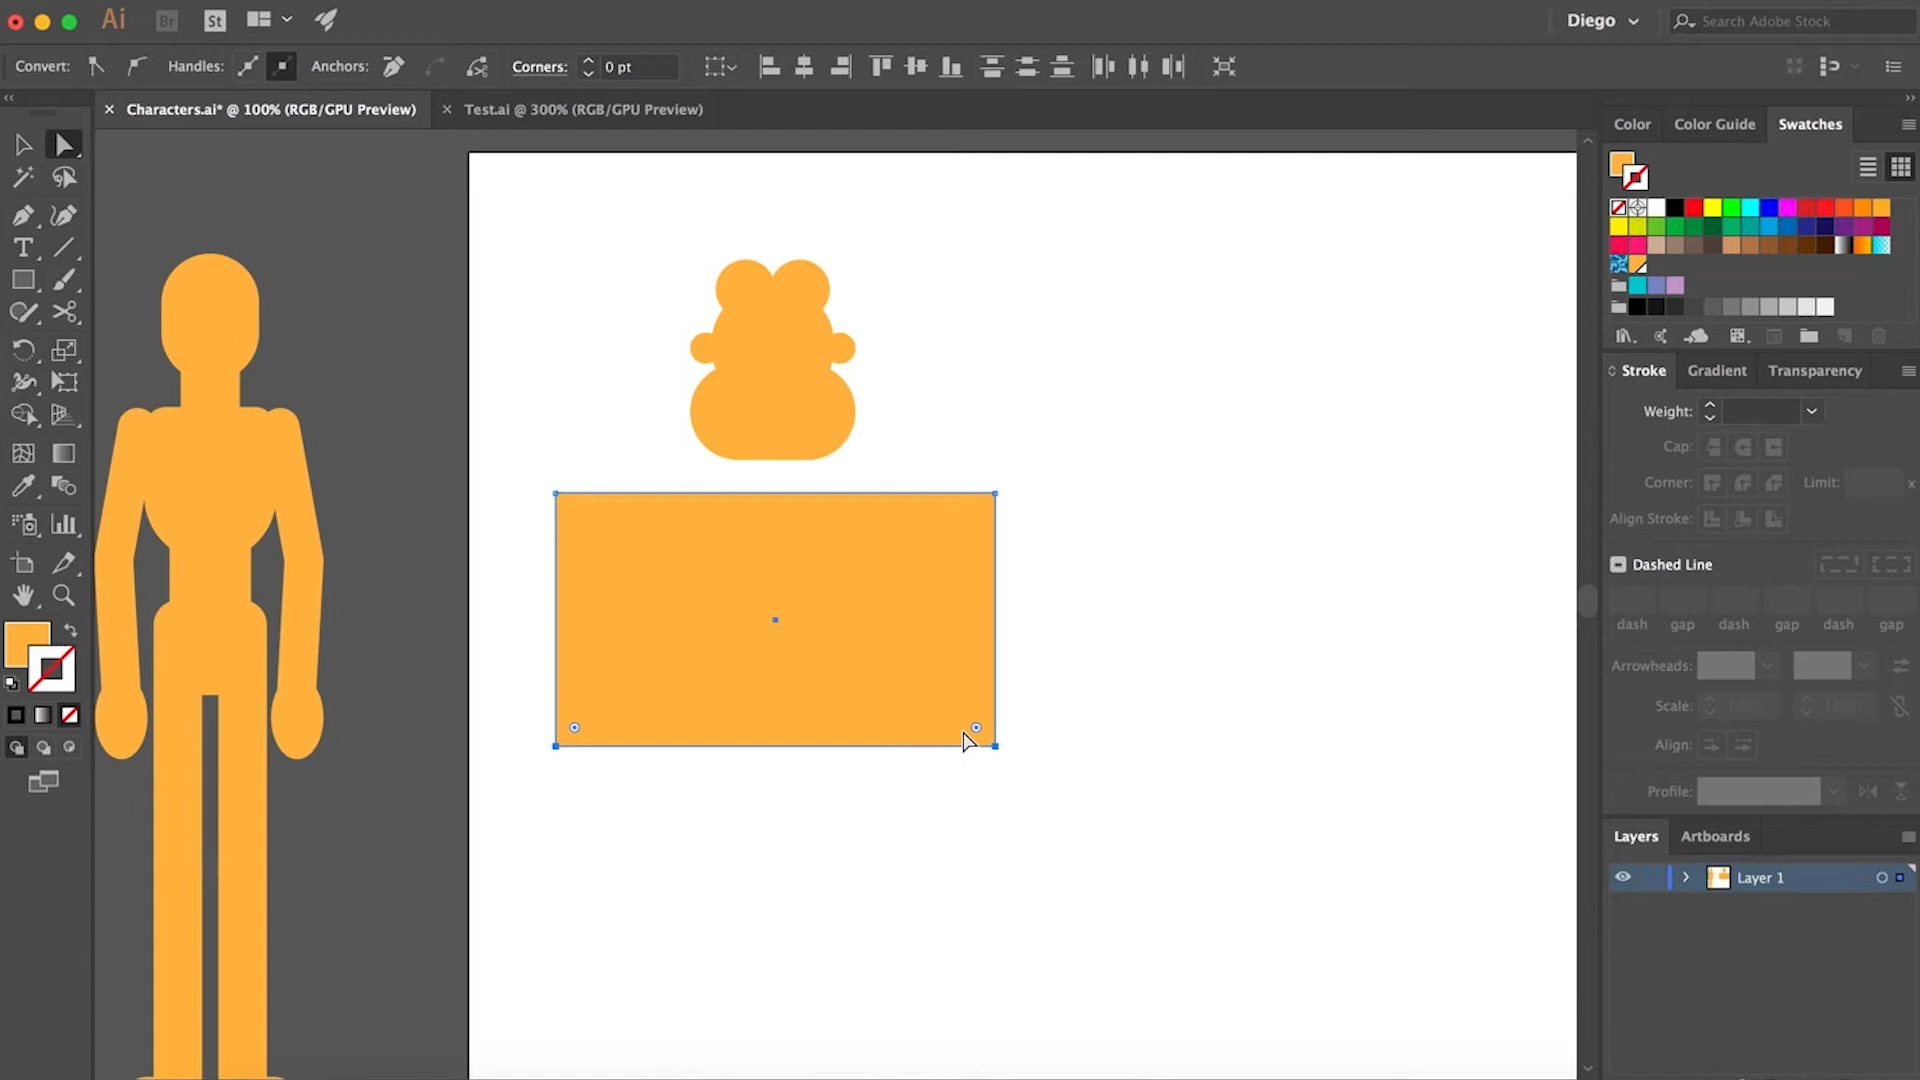 Ai Br St Diego Search Adobe Stock
Convert: Handles: Anchors: Corners: 0 pt
Characters.ai* @ 100% (RGB/GPU Preview) Test.ai @ 300% (RGB/GPU Preview)
Color Color Guide Swatches
T
Stroke Gradient Transparency
Weight:
Cap:
Corner: Limit: x
Align Stroke:
Dashed Line
dash gap dash gap dash gap
Arrowheads:
Scale:
Align:
Profile:
Layers Artboards
Layer 1